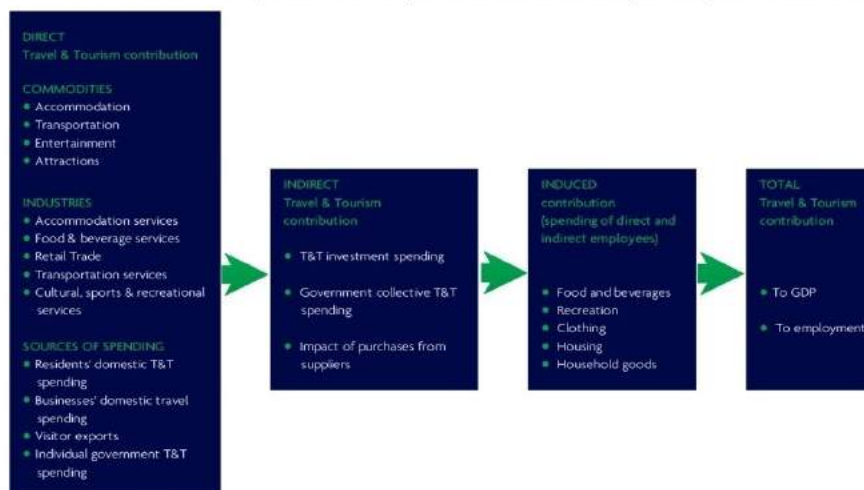 DIRECT
Travel & Tourism contribution
COMMODITIES
Accommodation
Transportation
Entertainment
Attractions
INDUSTRIES
Accommodation services
Food & beverage services
Retail Trade
Transportation services
Cultural, sports & recreational
services
SOURCES OF SPENDING
Residents' domestic T&T
spending
Businesses' domestic travel
spending
Visitor exports
Individual government T&T
spending
INDIRECT
Travel & Tourism
contribution
T&T investment spending
Government collective T&T
spending
Impact of purchases from
suppliers
INDUCED
contribution
(spending of direct and
indirect employees)
Food and beverages
Recreation
Clothing
Housing
Household goods
TOTAL
Travel & Tourism
contribution
To GDP
To employment